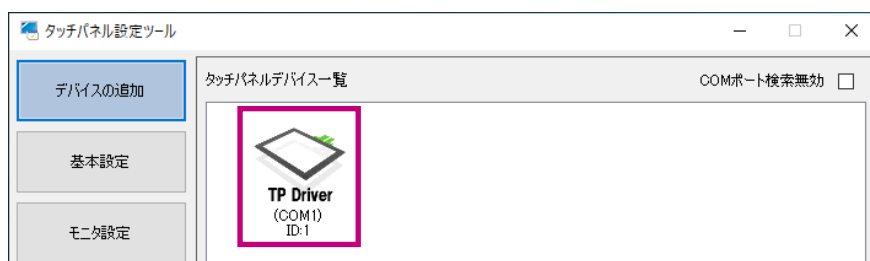 タッチパネル設定ツール
デバイスの追加
基本設定
モニタ設定
タッチパネルデバイス一覧
COMポート検索無効
TP Driver
(COM1)
ID:1